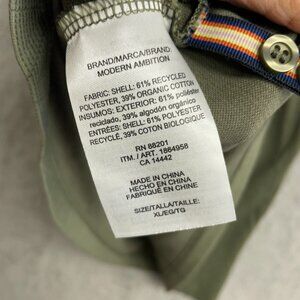 BRAND/MARCA/BRAND:
MODERN AMBITION
FABRIC: SHELL: 61% RECYCLED
POLYESTER, 39% ORGANIC COTTON
INSUMOS: EXTERIOR: 61% poliéster
reciclado, 39% algodón orgánico
ENTRÉES: SHELL: 61% POLYESTER
RECYCLÉ, 39% COTON BIOLOGIQUE
RN 88201
ITM. / ART. 1864958
CA 14442
MADE IN CHINA
HECHO EN CHINA
FABRIQUÉ EN CHINE
SIZE/TALLA/TAILLE:
XL/EG/TG